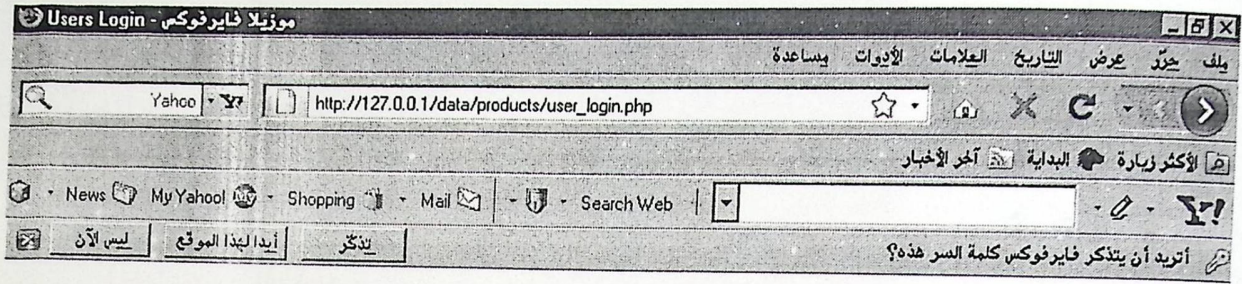 موزيلا فايرفوكس - Users Login
ملف حرّر عرض التاريخ العلامات الأدوات مساعدة
http://127.0.0.1/data/products/user_login.php Yahoo
الأكثر زيارة البداية آخر الأخبار
Y! Search Web Mail Shopping My Yahoo! News
أتريد أن يتذكر فايرفوكس كلمة السر هذه؟ تذكّر أبدا لهذا الموقع ليس الآن